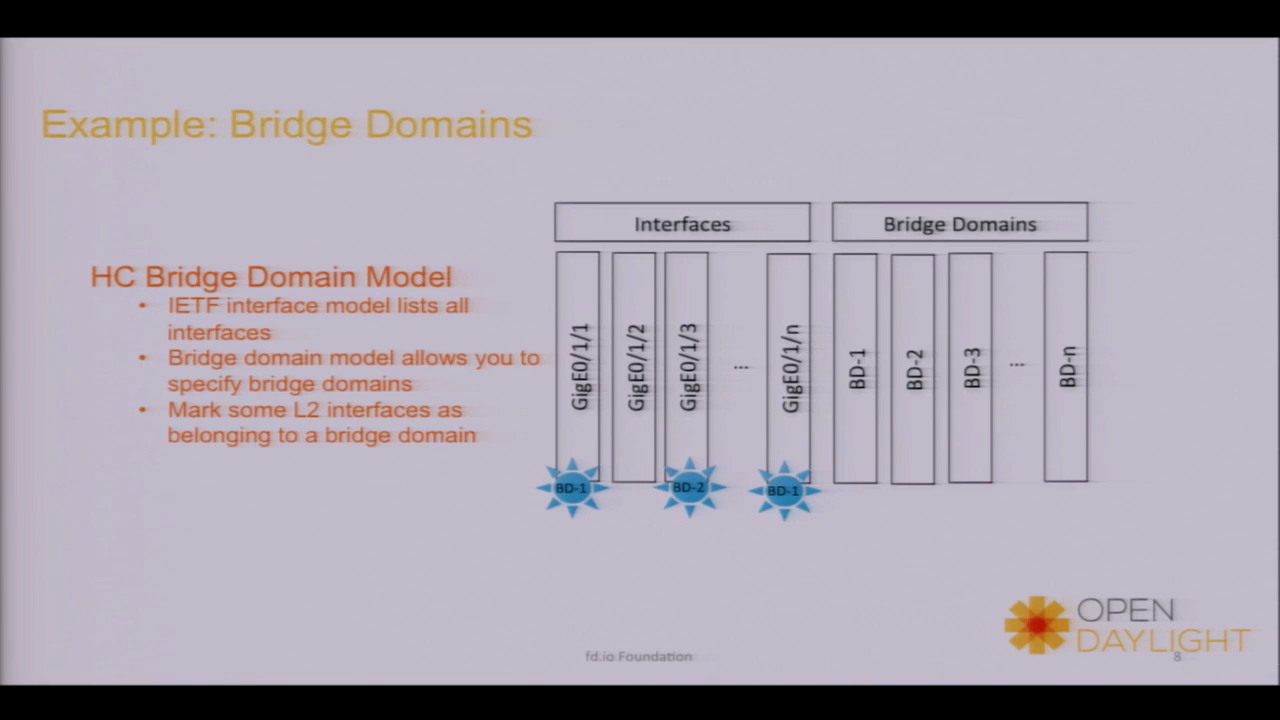 Example: Bridge Domains
HC Bridge Domain Model
• IETF interface model lists all
interfaces
• Bridge domain model allows you to
specify bridge domains
• Mark some L2 interfaces as
belonging to a bridge domain
Interfaces
Bridge Domains
GigE0/1/1
GigE0/1/2
GigE0/1/3
...
GigE0/1/n
BD-1
BD-2
BD-3
...
BD-n
BD-1
BD-2
BD-1
OPEN
DAYLIGHT
fd.io Foundation
8